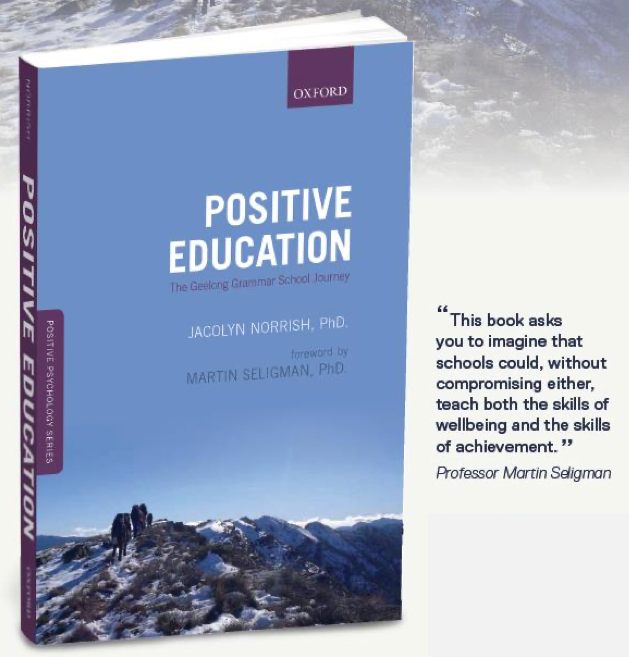 NORRISH
POSITIVE EDUCATION
POSITIVE PSYCHOLOGY SERIES
OXFORD
OXFORD
POSITIVE
EDUCATION
The Geelong Grammar School Journey
JACOLYN NORRISH, PhD.
foreword by
MARTIN SELIGMAN, PhD.
“This book asks
you to imagine that
schools could, without
compromising either,
teach both the skills of
wellbeing and the skills
of achievement.”
Professor Martin Seligman